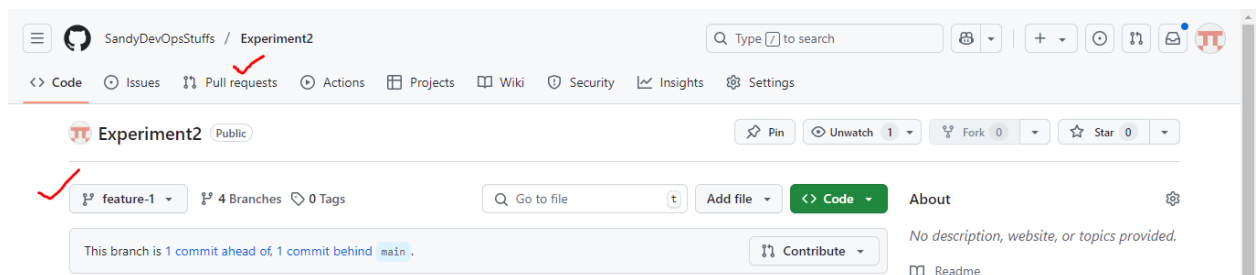 SandyDevOpsStuffs / Experiment2 Type / to search
Code Issues Pull requests Actions Projects Wiki Security Insights Settings
Experiment2 Public Pin Unwatch 1 Fork 0 Star 0
feature-1 4 Branches 0 Tags Go to file t Add file <> Code About
This branch is 1 commit ahead of, 1 commit behind main . Contribute No description, website, or topics provided.
Readme